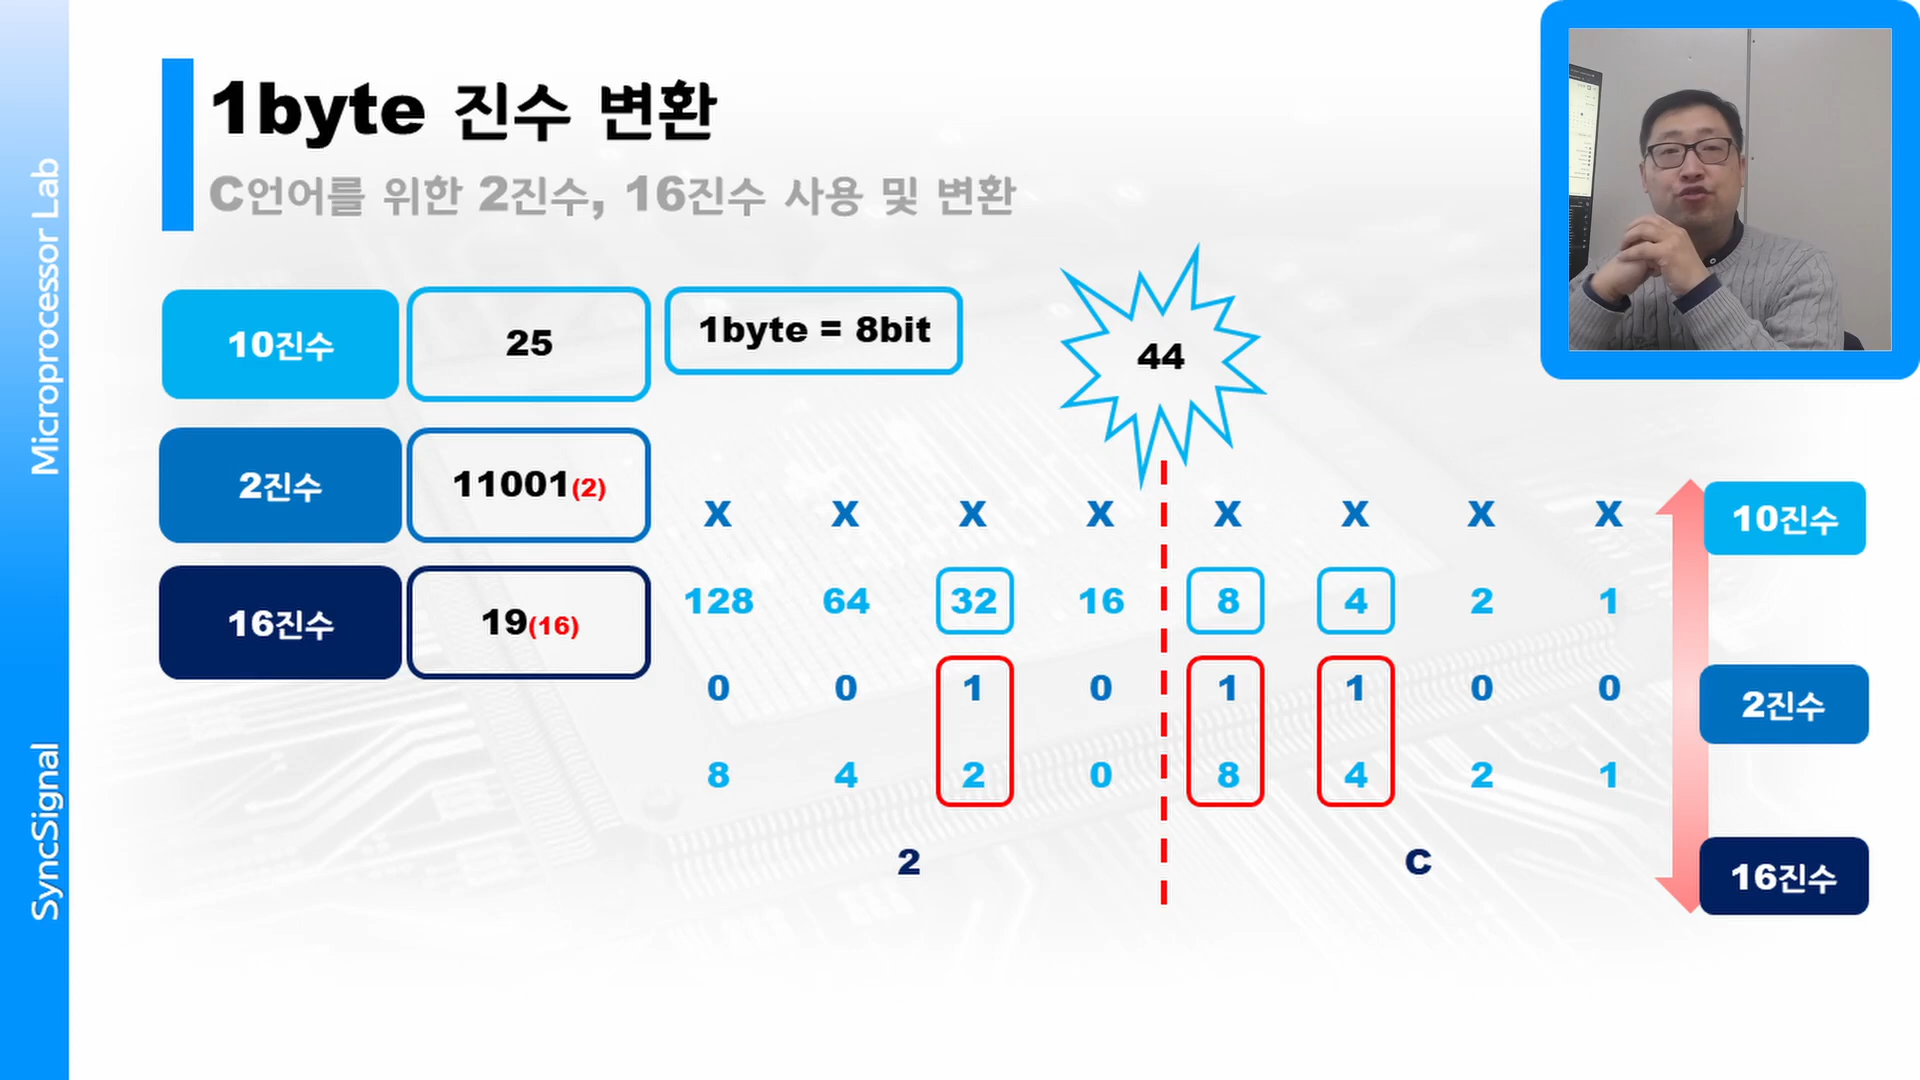 1byte 진수 변환
C언어를 위한 2진수, 16진수 사용 및 변환
Microprocessor Lab
SyncSignal
10진수 25
1byte = 8bit
44
2진수 11001(2)
16진수 19(16)
X X X X X X X X
128 64 32 16 8 4 2 1
0 0 1 0 1 1 0 0
8 4 2 0 8 4 2 1
2 C
10진수
2진수
16진수